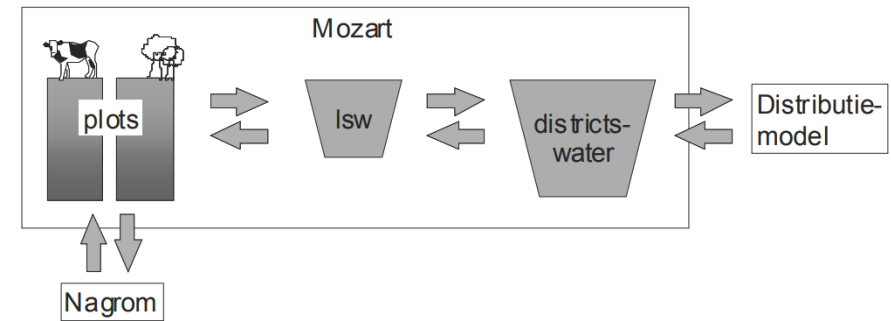 Mozart
plots
lsw
districts-
water
Distributie-
model
Nagrom